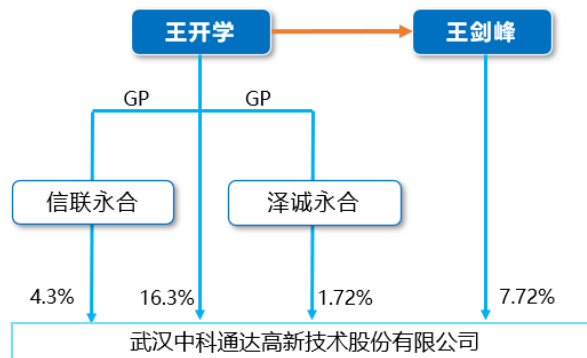 王开学
王剑峰
GP
GP
信联永合
泽诚永合
4.3%
16.3%
1.72%
7.72%
武汉中科通达高新技术股份有限公司